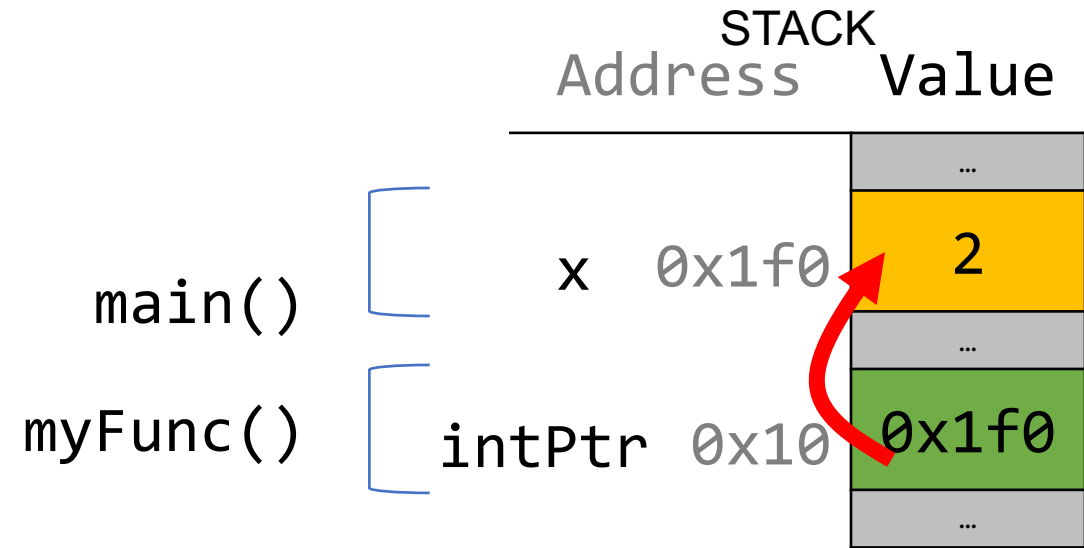 STACK
Address Value
…
main() x 0x1f0 2
…
myFunc() intPtr 0x10 0x1f0
…